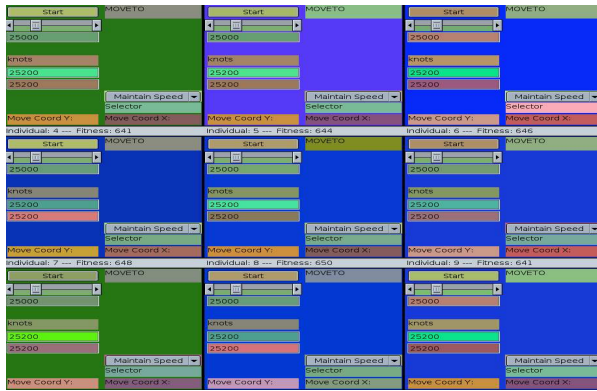 Start MOVETO Start MOVETO Start MOVETO
25000 25000 25000
knots knots knots
25200 25200 25200
25200 25200 25200
Maintain Speed Maintain Speed Maintain Speed
Selector Selector Selector
Move Coord Y: Move Coord X: Move Coord Y: Move Coord X: Move Coord Y: Move Coord X:
Individual: 4 --- Fitness: 641 Individual: 5 --- Fitness: 644 Individual: 6 --- Fitness: 646
Start MOVETO Start MOVETO Start MOVETO
25000 25000 25000
knots knots knots
25200 25200 25200
25200 25200 25200
Maintain Speed Maintain Speed Maintain Speed
Selector Selector Selector
Move Coord Y: Move Coord X: Move Coord Y: Move Coord X: Move Coord Y: Move Coord X:
Individual: 7 --- Fitness: 648 Individual: 8 --- Fitness: 650 Individual: 9 --- Fitness: 641
Start MOVETO Start MOVETO Start MOVETO
25000 25000 25000
knots knots knots
25200 25200 25200
25200 25200 25200
Maintain Speed Maintain Speed Maintain Speed
Selector Selector Selector
Move Coord Y: Move Coord X: Move Coord Y: Move Coord X: Move Coord Y: Move Coord X: